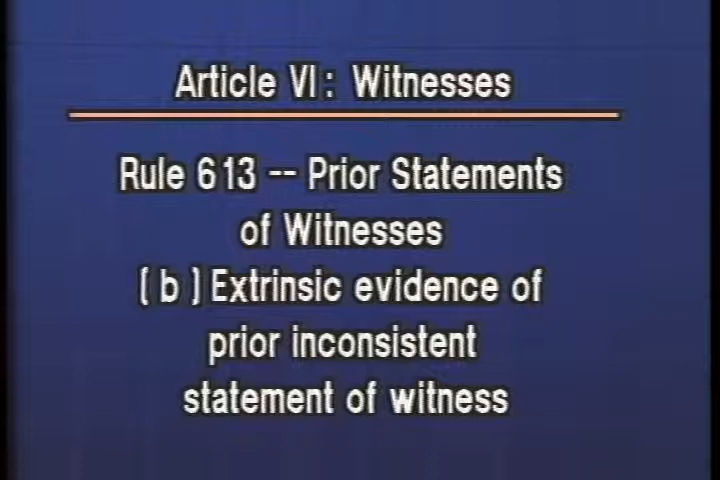 Article VI: Witnesses
Rule 613 -- Prior Statements
of Witnesses
(b) Extrinsic evidence of
prior inconsistent
statement of witness